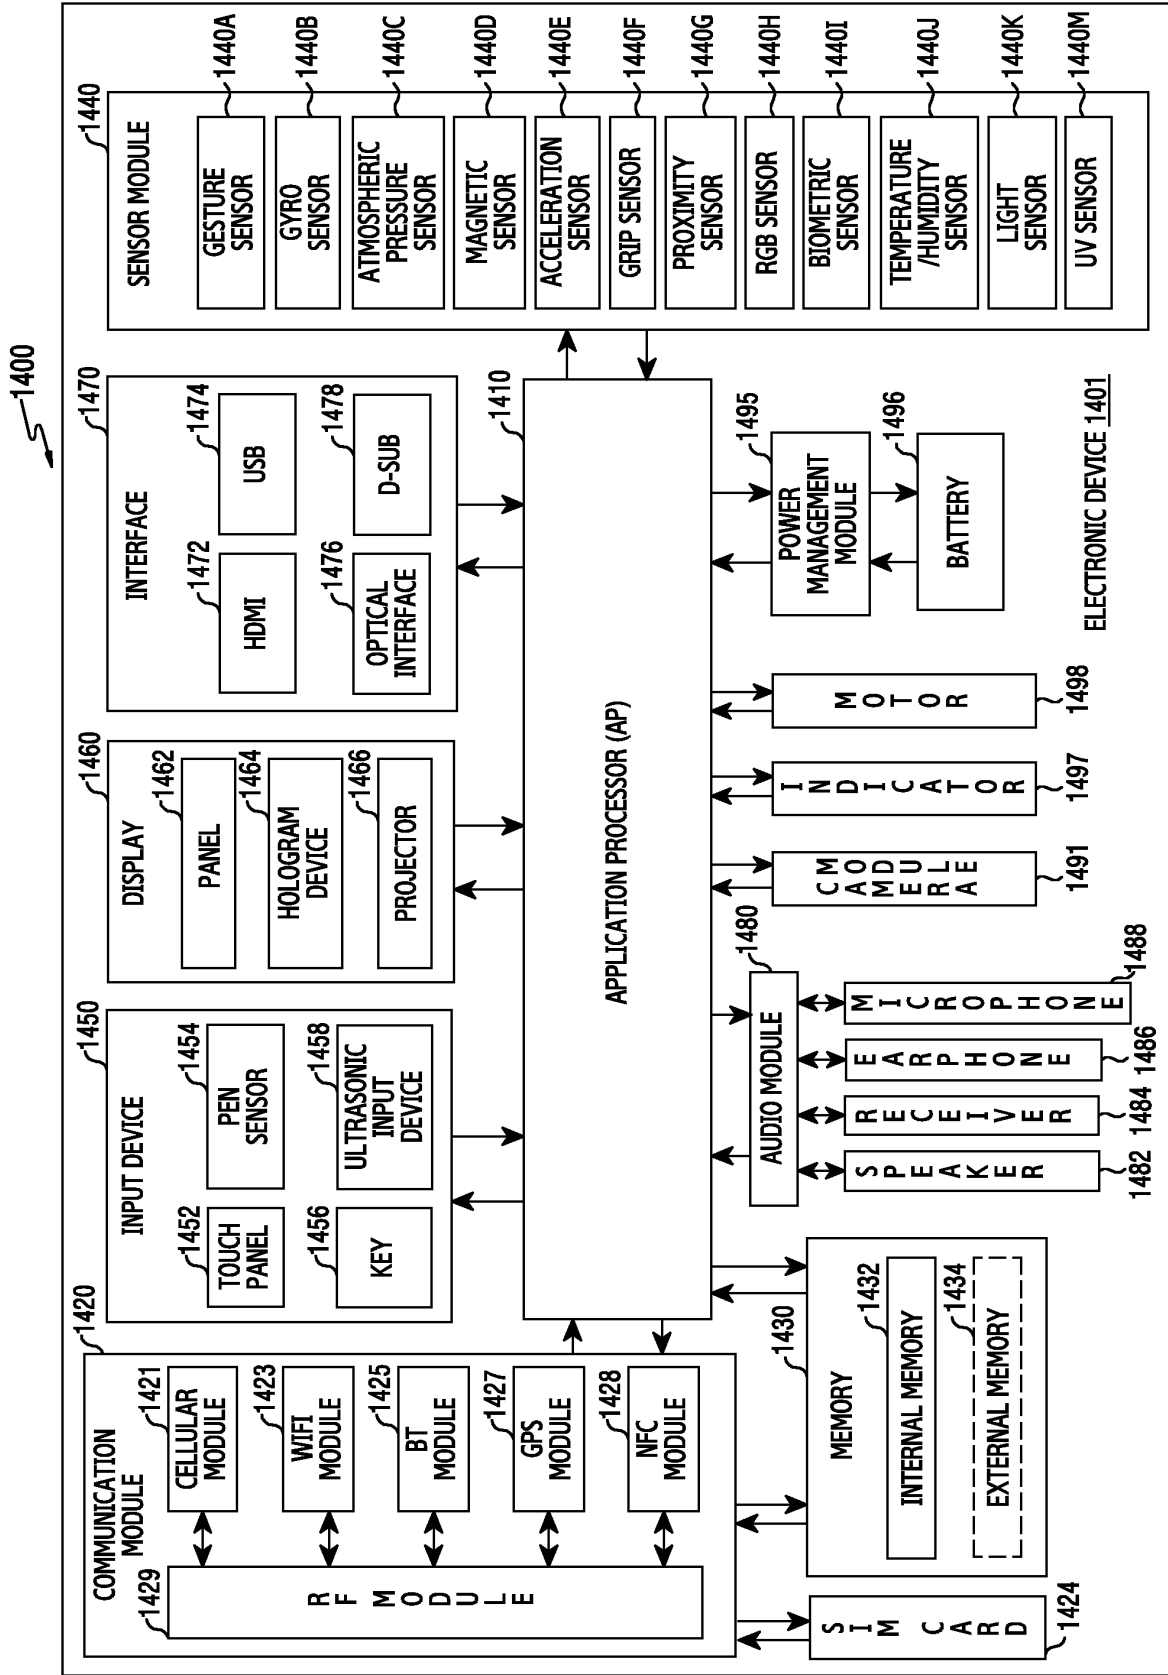 1400
COMMUNICATION
MODULE
1420
1429
RF MODULE
1421
CELLULAR
MODULE
1423
WIFI
MODULE
1425
BT
MODULE
1427
GPS
MODULE
1428
NFC
MODULE
INPUT DEVICE
1450
1452
TOUCH
PANEL
1454
PEN
SENSOR
1456
KEY
1458
ULTRASONIC
INPUT
DEVICE
DISPLAY
1460
1462
PANEL
1464
HOLOGRAM
DEVICE
1466
PROJECTOR
INTERFACE
1470
1472
HDMI
1474
USB
1476
OPTICAL
INTERFACE
1478
D-SUB
1440
SENSOR MODULE
GESTURE
SENSOR
1440A
GYRO
SENSOR
1440B
ATMOSPHERIC
PRESSURE
SENSOR
1440C
MAGNETIC
SENSOR
1440D
ACCELERATION
SENSOR
1440E
GRIP SENSOR
1440F
PROXIMITY
SENSOR
1440G
RGB SENSOR
1440H
BIOMETRIC
SENSOR
1440I
TEMPERATURE
/HUMIDITY
SENSOR
1440J
LIGHT
SENSOR
1440K
UV SENSOR
1440M
1410
APPLICATION PROCESSOR (AP)
SIM CARD
1424
1430
MEMORY
1432
INTERNAL MEMORY
1434
EXTERNAL MEMORY
1480
AUDIO MODULE
SPEAKER
1482
RECEIVER
1484
EARPHONE
1486
MICROPHONE
1488
CAMERA
MODULE
1491
INDICATOR
1497
MOTOR
1498
1495
POWER
MANAGEMENT
MODULE
1496
BATTERY
ELECTRONIC DEVICE 1401